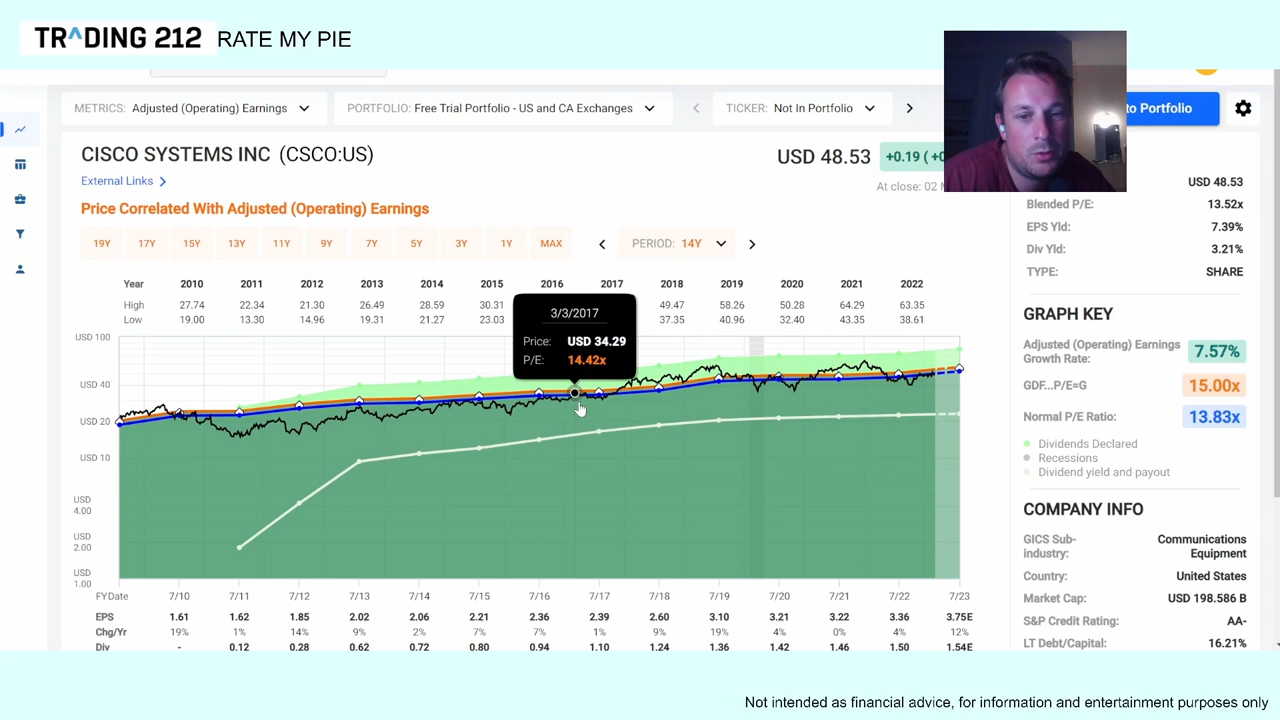 TRADING 212 RATE MY PIE
METRICS: Adjusted (Operating) Earnings
PORTFOLIO: Free Trial Portfolio - US and CA Exchanges
TICKER: Not In Portfolio
to Portfolio
CISCO SYSTEMS INC (CSCO:US)
USD 48.53
+0.19 (+0
External Links
At close: 02 M
Price Correlated With Adjusted (Operating) Earnings
19Y 17Y 15Y 13Y 11Y 9Y 7Y 5Y 3Y 1Y MAX
PERIOD: 14Y
Year 2010 2011 2012 2013 2014 2015 2016 2017 2018 2019 2020 2021 2022
High 27.74 22.34 21.30 26.49 28.59 30.31 49.47 58.26 50.28 64.29 63.35
Low 19.00 13.30 14.96 19.31 21.27 23.03 37.35 40.96 32.40 43.35 38.61
3/3/2017
Price: USD 34.29
P/E: 14.42x
USD 100
USD 40
USD 20
USD 10
USD
4.00
USD
2.00
USD
1.00
FYDate 7/10 7/11 7/12 7/13 7/14 7/15 7/16 7/17 7/18 7/19 7/20 7/21 7/22 7/23
EPS 1.61 1.62 1.85 2.02 2.06 2.21 2.36 2.39 2.60 3.10 3.21 3.22 3.36 3.75E
Chg/Yr 19% 1% 14% 9% 2% 7% 7% 1% 9% 19% 4% 0% 4% 12%
Div - 0.12 0.28 0.62 0.72 0.80 0.94 1.10 1.24 1.36 1.42 1.46 1.50 1.54E
USD 48.53
Blended P/E: 13.52x
EPS Yld: 7.39%
Div Yld: 3.21%
TYPE: SHARE
GRAPH KEY
Adjusted (Operating) Earnings
Growth Rate: 7.57%
GDF...P/E=G 15.00x
Normal P/E Ratio: 13.83x
Dividends Declared
Recessions
Dividend yield and payout
COMPANY INFO
GICS Sub-
industry: Communications
Equipment
Country: United States
Market Cap: USD 198.586 B
S&P Credit Rating: AA-
LT Debt/Capital: 16.21%
Not intended as financial advice, for information and entertainment purposes only